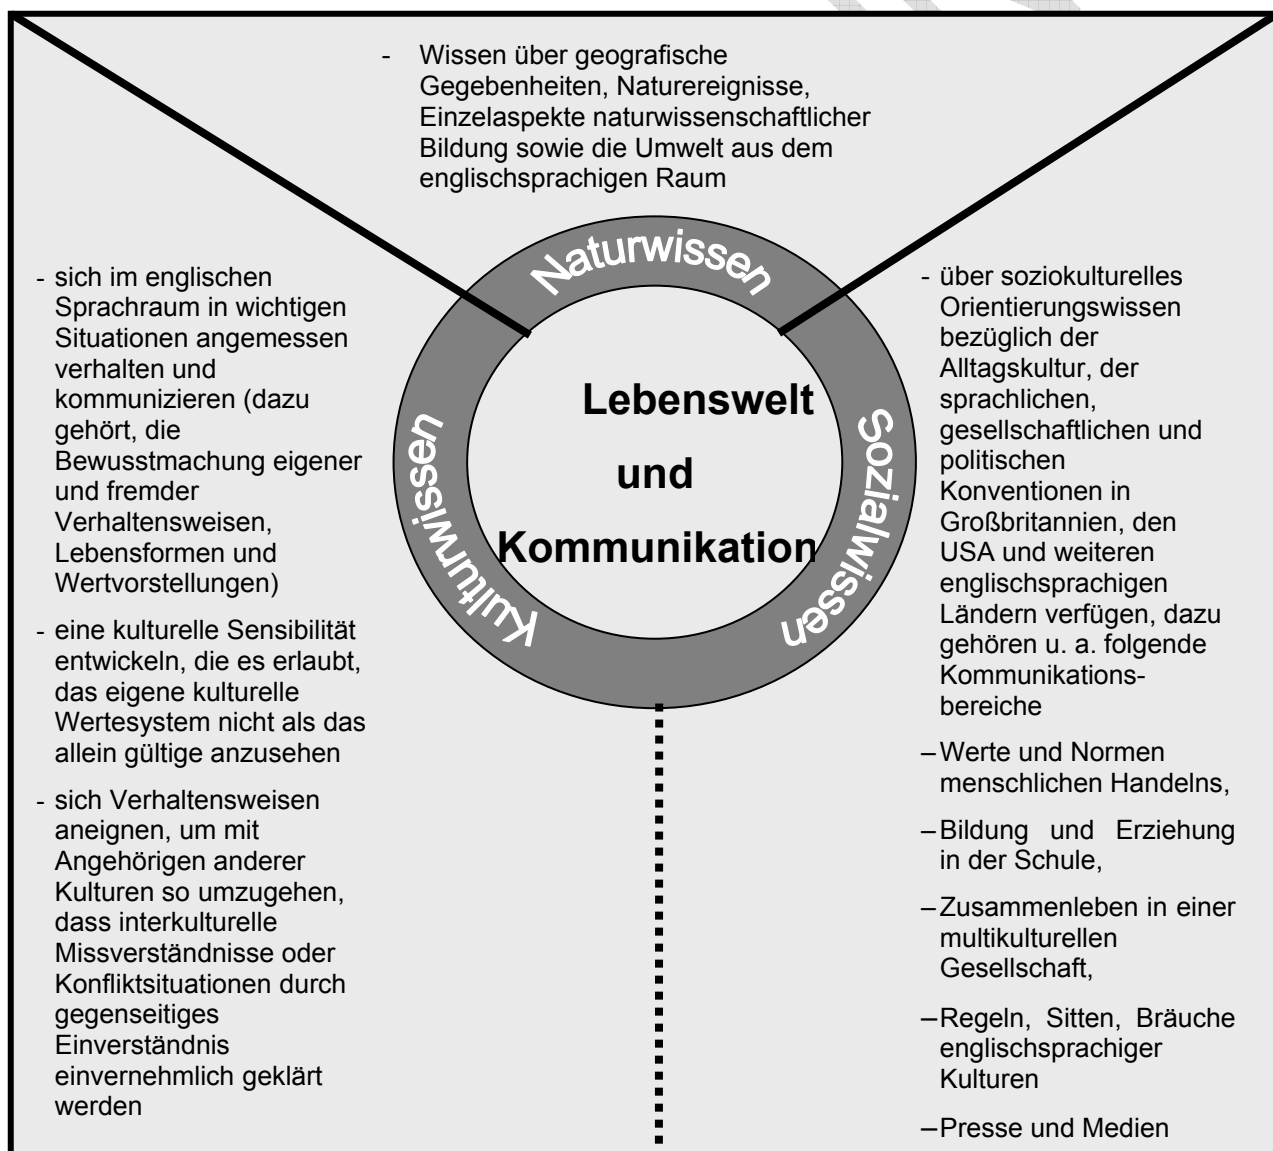 - Wissen über geografische
Gegebenheiten, Naturereignisse,
Einzelaspekte naturwissenschaftlicher
Bildung sowie die Umwelt aus dem
englischsprachigen Raum
Naturwissen
- sich im englischen
Sprachraum in wichtigen
Situationen angemessen
verhalten und
kommunizieren (dazu
gehört, die
Bewusstmachung eigener
und fremder
Verhaltensweisen,
Lebensformen und
Wertvorstellungen)
- eine kulturelle Sensibilität
entwickeln, die es erlaubt,
das eigene kulturelle
Wertesystem nicht als das
allein gültige anzusehen
- sich Verhaltensweisen
aneignen, um mit
Angehörigen anderer
Kulturen so umzugehen,
dass interkulturelle
Missverständnisse oder
Konfliktsituationen durch
gegenseitiges
Einverständnis
einvernehmlich geklärt
werden
Kulturwissen
Lebenswelt
und
Kommunikation
Sozialwissen
- über soziokulturelles
Orientierungswissen
bezüglich der
Alltagskultur, der
sprachlichen,
gesellschaftlichen und
politischen
Konventionen in
Großbritannien, den
USA und weiteren
englischsprachigen
Ländern verfügen, dazu
gehören u. a. folgende
Kommunikations-
bereiche
– Werte und Normen
menschlichen Handelns,
– Bildung und Erziehung
in der Schule,
– Zusammenleben in einer
multikulturellen
Gesellschaft,
– Regeln, Sitten, Bräuche
englischsprachiger
Kulturen
– Presse und Medien